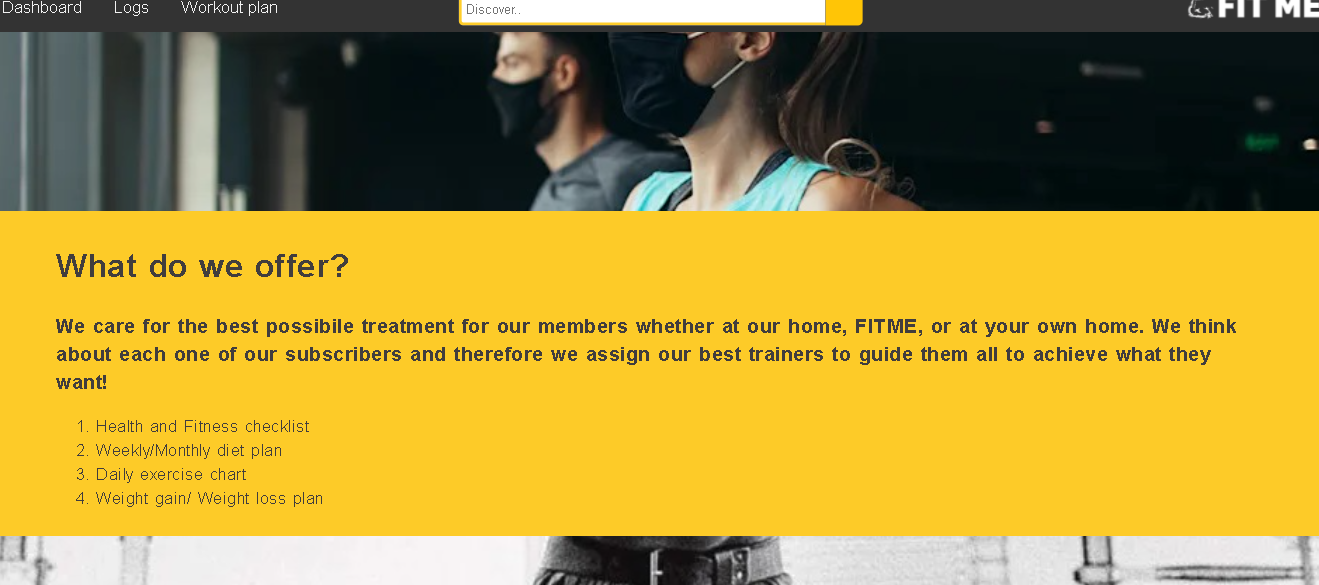 Dashboard Logs Workout plan Discover.. FIT ME
What do we offer?
We care for the best possibile treatment for our members whether at our home, FITME, or at your own home. We think
about each one of our subscribers and therefore we assign our best trainers to guide them all to achieve what they
want!
1. Health and Fitness checklist
2. Weekly/Monthly diet plan
3. Daily exercise chart
4. Weight gain/ Weight loss plan